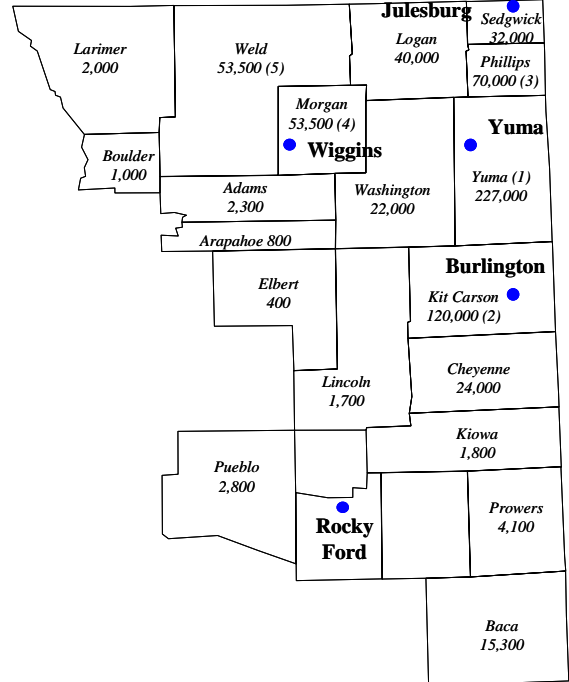 Julesburg
Sedgwick
32,000
Larimer
2,000
Weld
53,500 (5)
Logan
40,000
Phillips
70,000 (3)
Morgan
53,500 (4)
Wiggins
Yuma
Boulder
1,000
Adams
2,300
Washington
22,000
Yuma (1)
227,000
Arapahoe 800
Elbert
400
Burlington
Kit Carson
120,000 (2)
Lincoln
1,700
Cheyenne
24,000
Kiowa
1,800
Pueblo
2,800
Rocky
Ford
Prowers
4,100
Baca
15,300